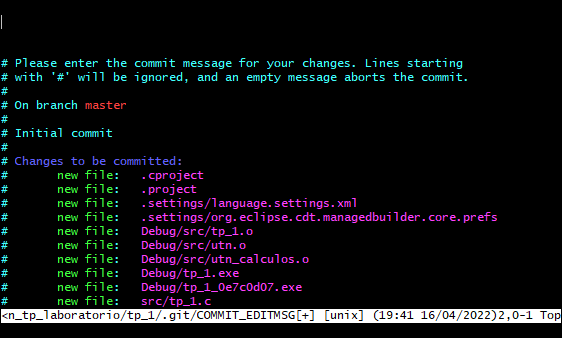 # Please enter the commit message for your changes. Lines starting
# with '#' will be ignored, and an empty message aborts the commit.
#
# On branch master
#
# Initial commit
#
# Changes to be committed:
#       new file:   .cproject
#       new file:   .project
#       new file:   .settings/language.settings.xml
#       new file:   .settings/org.eclipse.cdt.managedbuilder.core.prefs
#       new file:   Debug/src/tp_1.o
#       new file:   Debug/src/utn.o
#       new file:   Debug/src/utn_calculos.o
#       new file:   Debug/tp_1.exe
#       new file:   Debug/tp_1_0e7c0d07.exe
#       new file:   src/tp_1.c
<n_tp_laboratorio/tp_1/.git/COMMIT_EDITMSG[+] [unix] (19:41 16/04/2022)2,0-1 Top